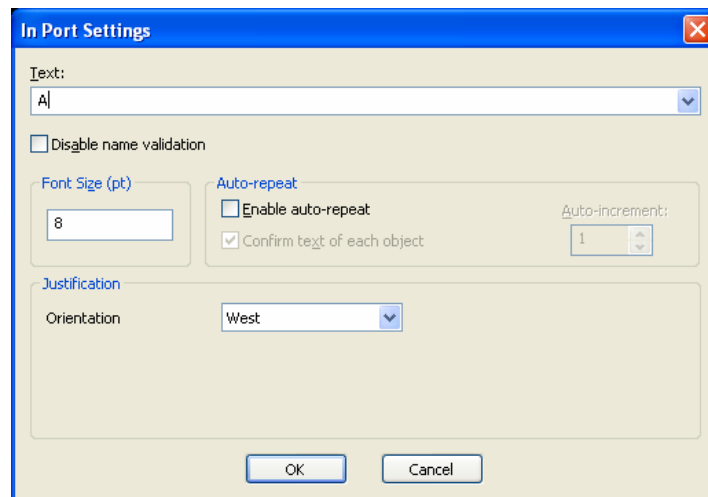 In Port Settings
Text:
A
Disable name validation
Font Size (pt)
8
Auto-repeat
Enable auto-repeat
Confirm text of each object
Auto-increment:
1
Justification
Orientation
West
OK
Cancel